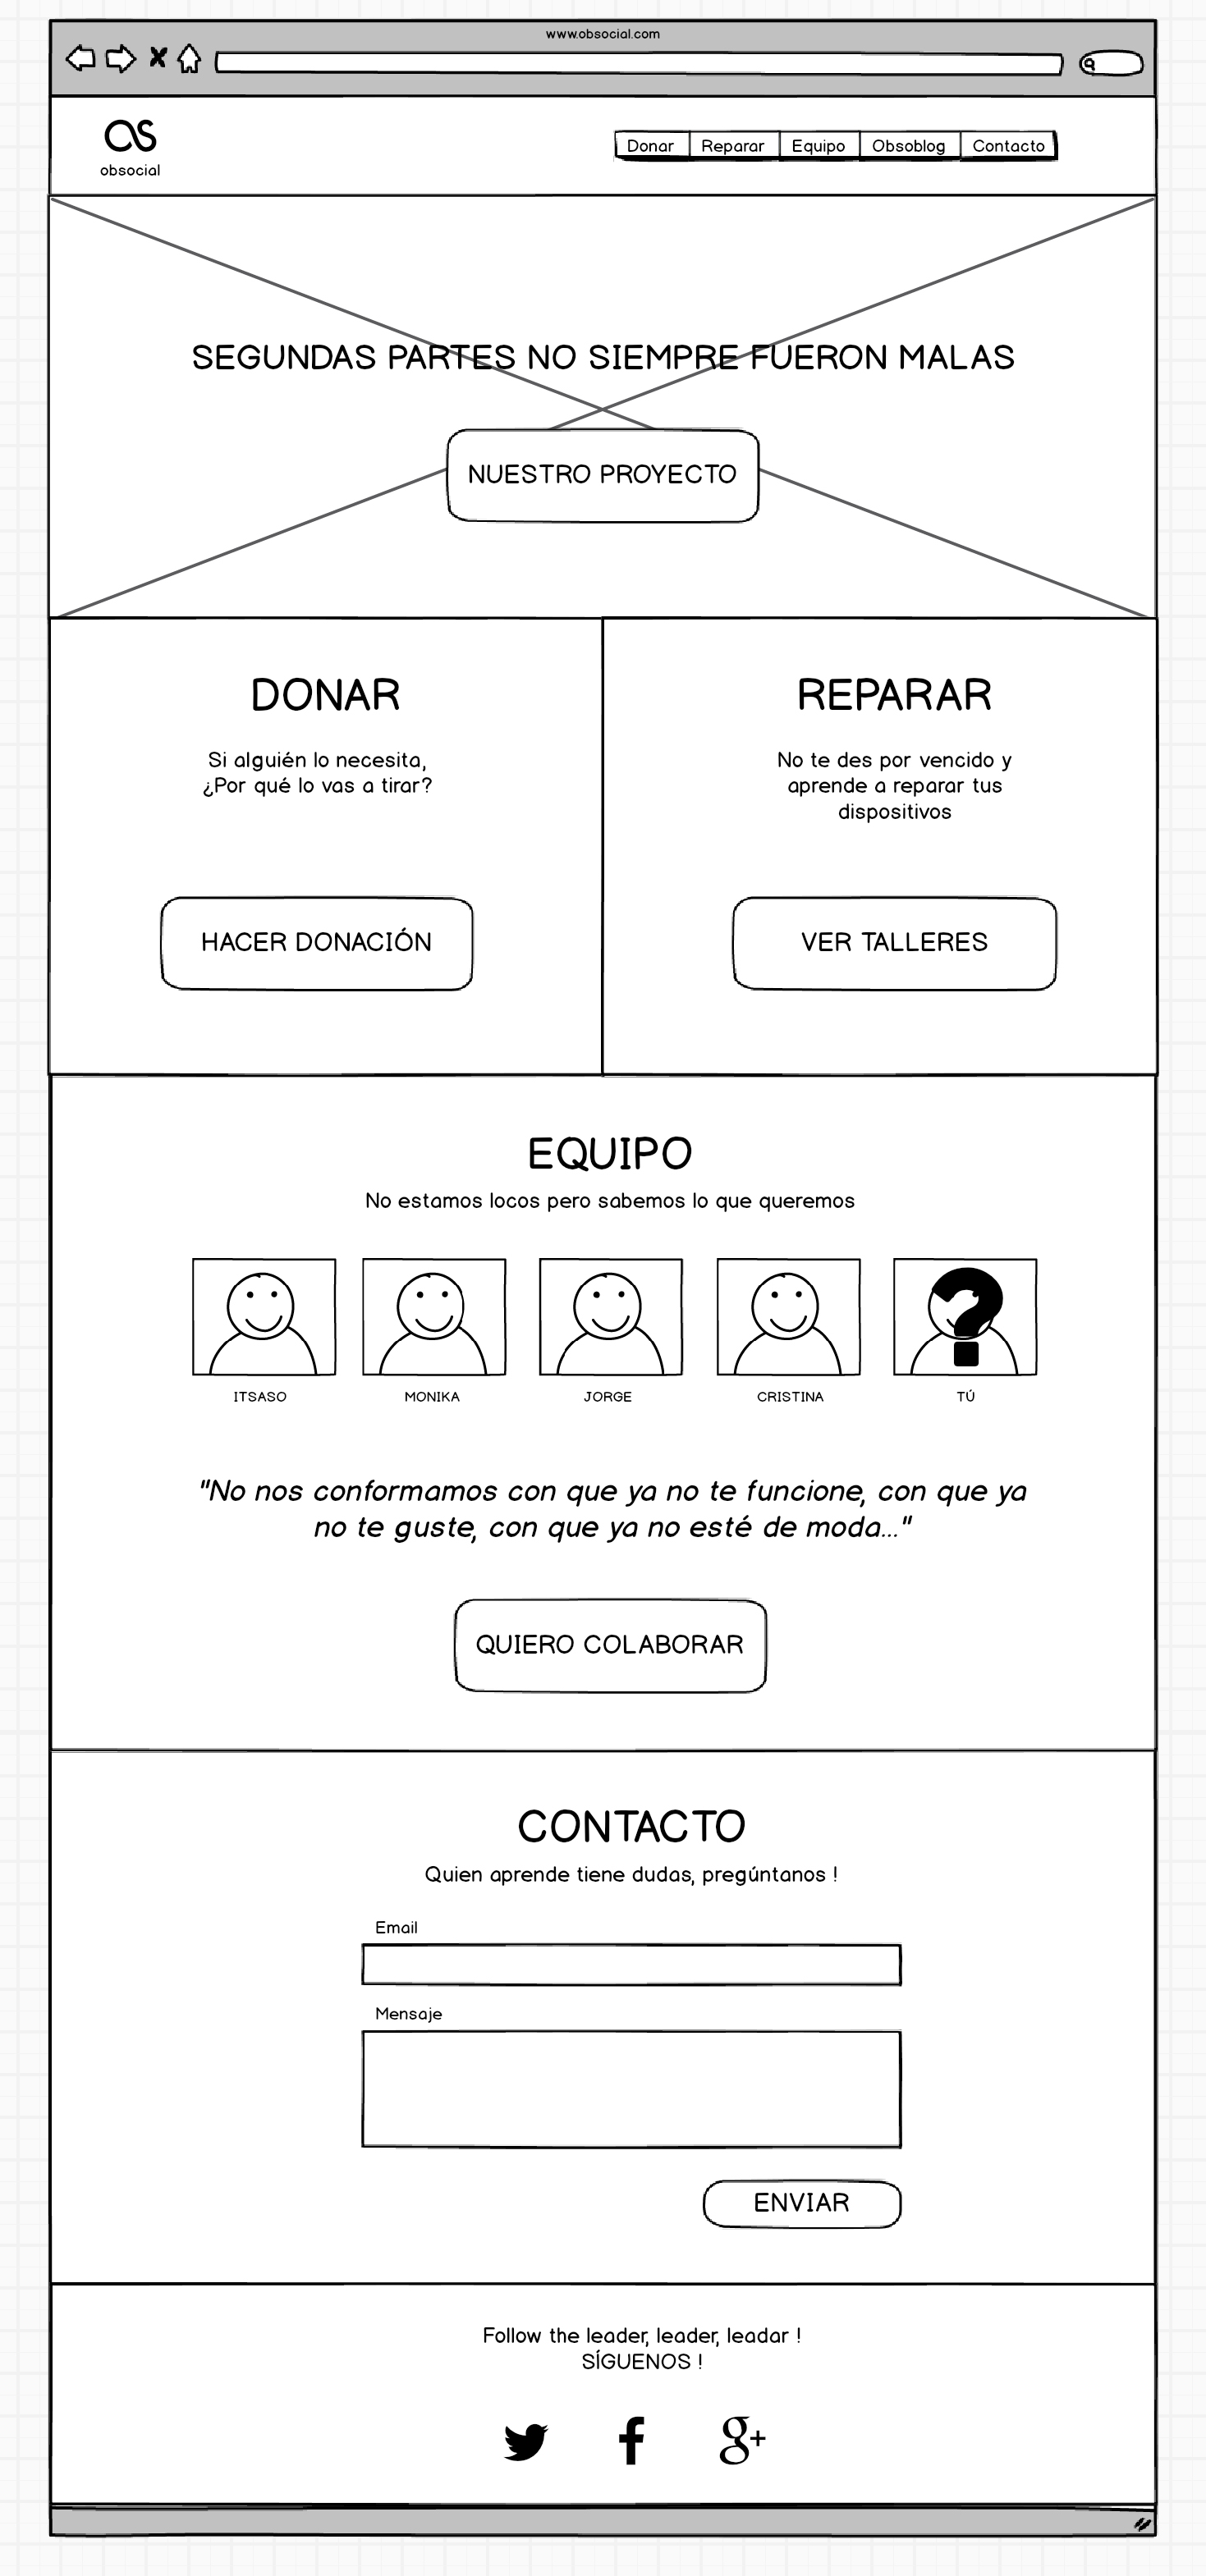 www.obsocial.com
obsocial
Donar Reparar Equipo Obsoblog Contacto
SEGUNDAS PARTES NO SIEMPRE FUERON MALAS
NUESTRO PROYECTO
DONAR
Si alguién lo necesita,
¿Por qué lo vas a tirar?
HACER DONACIÓN
REPARAR
No te des por vencido y
aprende a reparar tus
dispositivos
VER TALLERES
EQUIPO
No estamos locos pero sabemos lo que queremos
ITSASO MONIKA JORGE CRISTINA TÚ
"No nos conformamos con que ya no te funcione, con que ya
no te guste, con que ya no esté de moda..."
QUIERO COLABORAR
CONTACTO
Quien aprende tiene dudas, pregúntanos !
Email
Mensaje
ENVIAR
Follow the leader, leader, leadar !
SÍGUENOS !